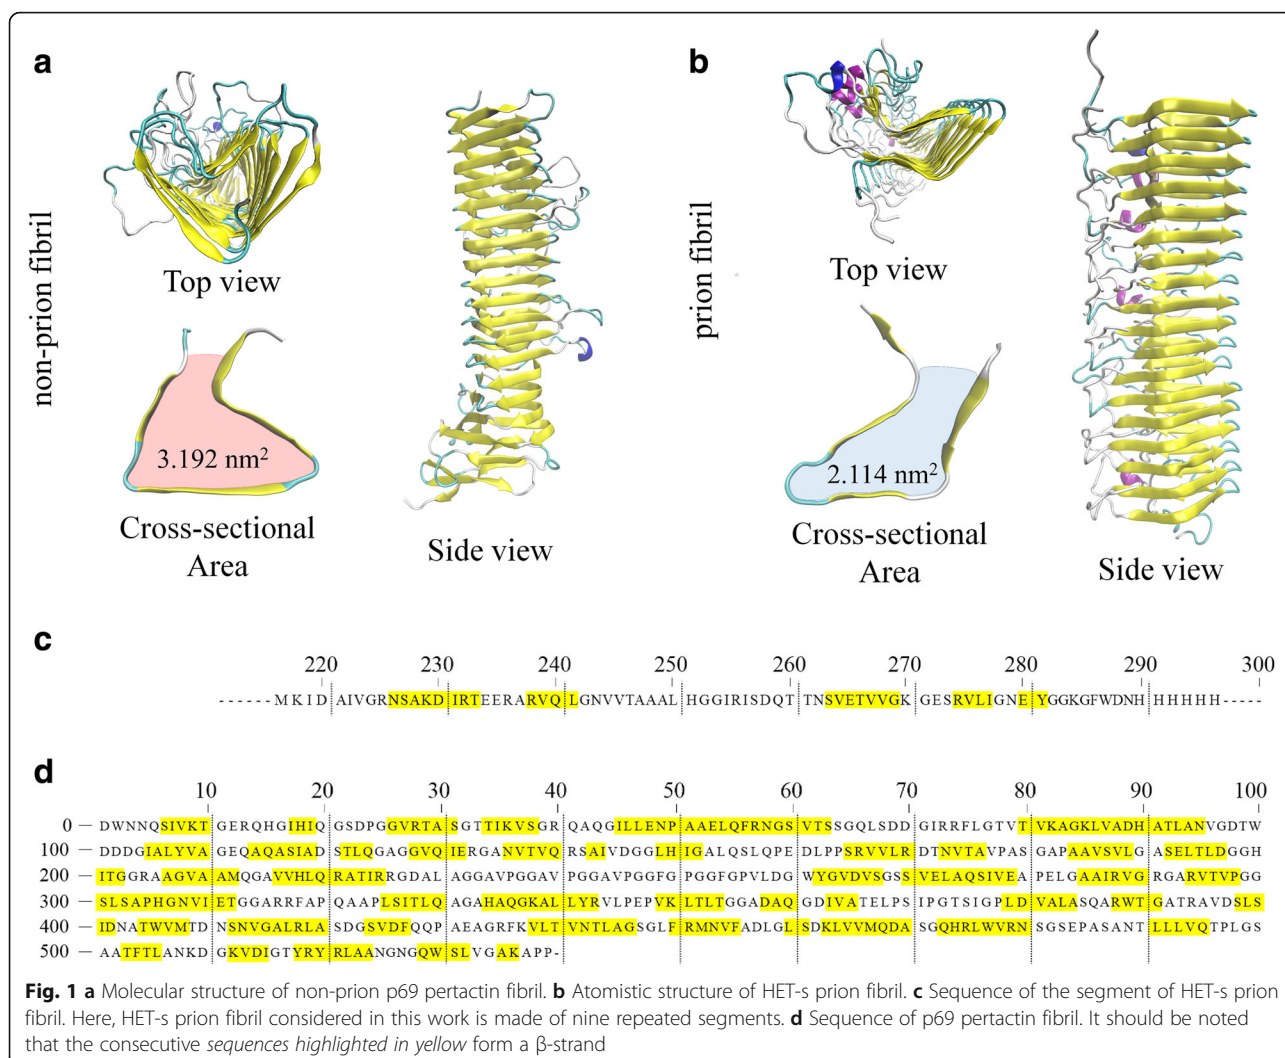 a
b
non-prion fibril
Top view
3.192 nm²
Cross-sectional
Area
Side view
prion fibril
Top view
2.114 nm²
Cross-sectional
Area
Side view
c
220 230 240 250 260 270 280 290 300
------MKID AIVGRNSAKD IRTEERARVQ LGNVVTAAAL HGGIRISDQT TNSVETVVGK GESRVLIGNE YGGKGFWDNH HHHHH-----
d
10 20 30 40 50 60 70 80 90 100
0 — DWNNQSIVKT GERQHGIHIQ GSDPGGVRTAS GTTIKVSGR QAQGILLENP AAELQFRNGS VTSSGQLSDD GIRRFLGTVT VKAGKLVADH ATLANVGDTW
100 — DDDGIALYVA GEQAQASIAD STLQGAGGVQ IERGANVTVQ RSAIVDGGLH IGALQSLQPE DLPPSRVVLR DTNVTAVPAS GAPAAVSVLG ASELTLDGGH
200 — ITGGRAAGVA AMQGAVVHLQ RATIRRGDAL AGGAVPGGAV PGGAVPGGFG PGGFGPVLDG WYGVDVSGSS VELAQSIVEA PELGAAIRVG RGARVTVPGG
300 — SLSAPHGNVI ETGGARRFAP QAAPLSITLQ AGAHAQGKAL LYRVLPEPVK LTLTGGADAQ GDIVATELPS IPGTSIGPLD VALASQARWT GATRAVDSLS
400 — IDNATWVMTD NSNVGALRLA SDGSVDFQQP AEAGRFKVLT VNTLAGSGLF RMNVFADLGL SDKLVVMQDA SGQHRLWVRN SGSEPASANT LLLVQTPLGS
500 — AATFTLANKD GKVDIGTYRY RLAANGNGQW SLVGAKAPP-
Fig. 1 a Molecular structure of non-prion p69 pertactin fibril. b Atomistic structure of HET-s prion fibril. c Sequence of the segment of HET-s prion
fibril. Here, HET-s prion fibril considered in this work is made of nine repeated segments. d Sequence of p69 pertactin fibril. It should be noted
that the consecutive sequences highlighted in yellow form a β-strand